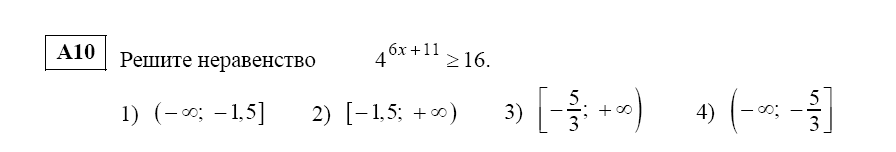 A10 Решите неравенство 4^{6x+11} ≥ 16.
1) (−∞; −1,5] 2) [−1,5; +∞) 3) [−5/3; +∞) 4) (−∞; −5/3]